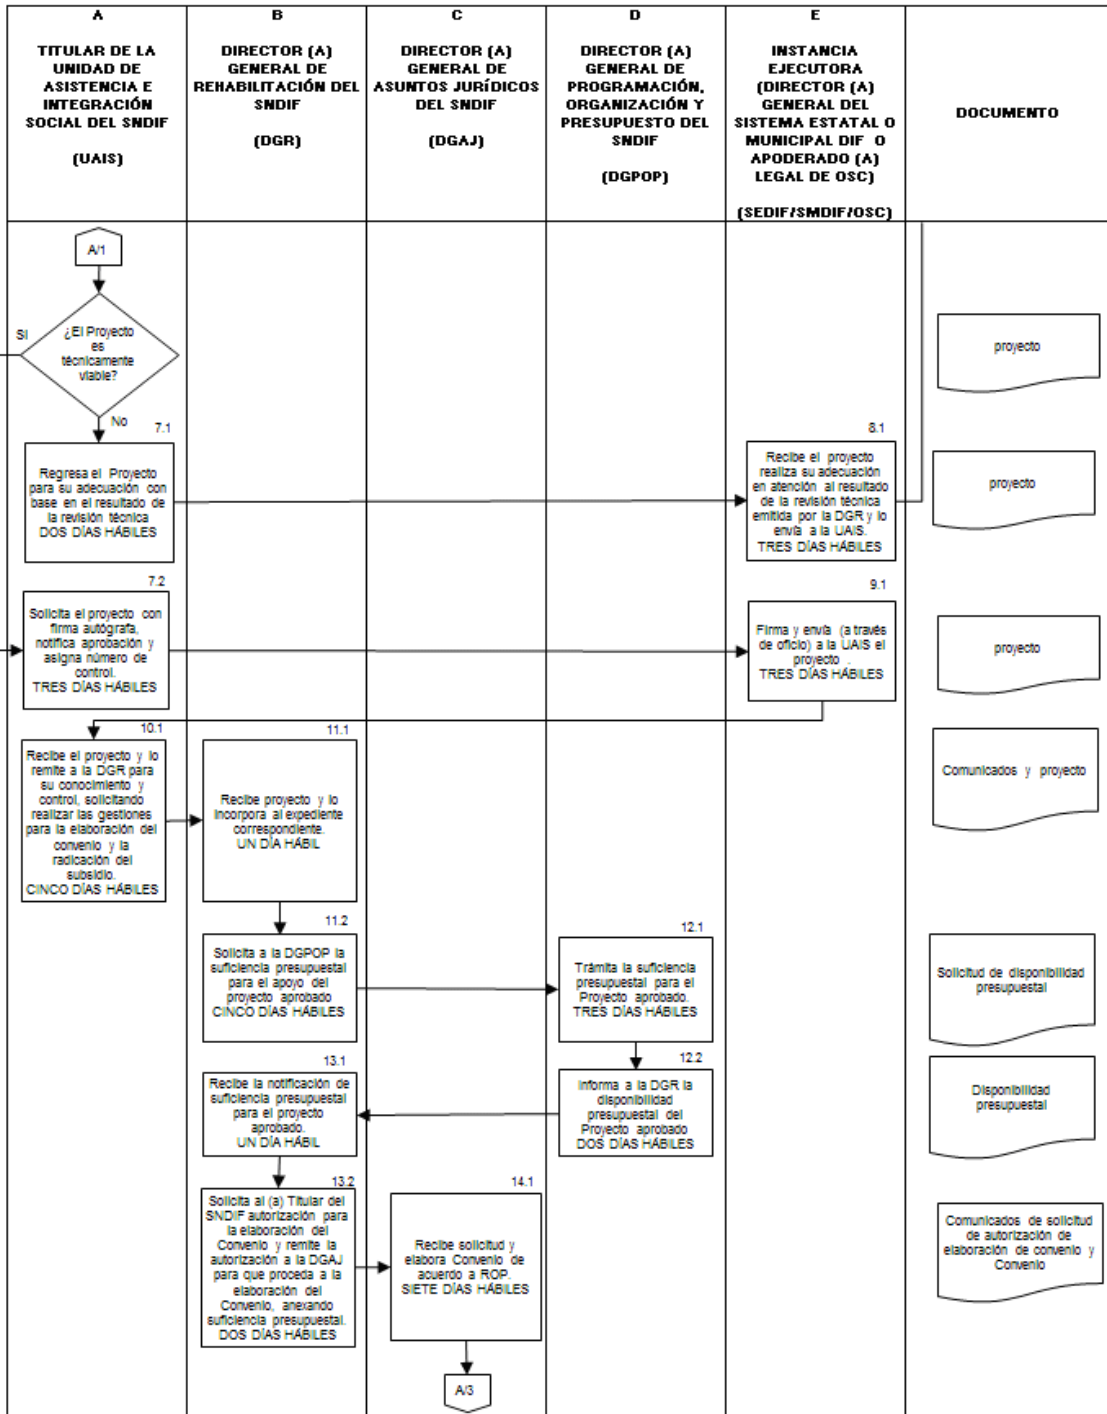 A
TITULAR DE LA
UNIDAD DE
ASISTENCIA E
INTEGRACIÓN
SOCIAL DEL SNDIF
(UAIS)
B
DIRECTOR (A)
GENERAL DE
REHABILITACIÓN DEL
SNDIF
(DGR)
C
DIRECTOR (A)
GENERAL DE
ASUNTOS JURÍDICOS
DEL SNDIF
(DGAJ)
D
DIRECTOR (A)
GENERAL DE
PROGRAMACIÓN,
ORGANIZACIÓN Y
PRESUPUESTO DEL
SNDIF
(DGPOP)
E
INSTANCIA
EJECUTORA
(DIRECTOR (A)
GENERAL DEL
SISTEMA ESTATAL O
MUNICIPAL DIF O
APODERADO (A)
LEGAL DE OSC)
(SEDIF/SMDIF/OSC)
DOCUMENTO
A/1
SI
¿El Proyecto
es
técnicamente
viable?
No
proyecto
7.1
Regresa el Proyecto
para su adecuación con
base en el resultado de
la revisión técnica
DOS DÍAS HÁBILES
8.1
Recibe el proyecto
realiza su adecuación
en atención al resultado
de la revisión técnica
emitida por la DGR y lo
envía a la UAIS.
TRES DÍAS HÁBILES
proyecto
7.2
Solicita el proyecto con
firma autógrafa,
notifica aprobación y
asigna número de
control.
TRES DÍAS HÁBILES
9.1
Firma y envía (a través
de oficio) a la UAIS el
proyecto .
TRES DÍAS HÁBILES
proyecto
10.1
Recibe el proyecto y lo
remite a la DGR para
su conocimiento y
control, solicitando
realizar las gestiones
para la elaboración del
convenio y la
radicación del
subsidio.
CINCO DÍAS HÁBILES
11.1
Recibe proyecto y lo
incorpora al expediente
correspondiente.
UN DÍA HÁBIL
Comunicados y proyecto
11.2
Solicita a la DGPOP la
suficiencia presupuestal
para el apoyo del
proyecto aprobado
CINCO DÍAS HÁBILES
12.1
Trámita la suficiencia
presupuestal para el
Proyecto aprobado.
TRES DÍAS HÁBILES
Solicitud de disponibilidad
presupuestal
13.1
Recibe la notificación de
suficiencia presupuestal
para el proyecto
aprobado.
UN DÍA HÁBIL
12.2
Informa a la DGR la
disponibilidad
presupuestal del
Proyecto aprobado
DOS DÍAS HÁBILES
Disponibilidad
presupuestal
13.2
Solicita al (a) Titular del
SNDIF autorización para
la elaboración del
Convenio y remite la
autorización a la DGAJ
para que proceda a la
elaboración del
Convenio, anexando
suficiencia presupuestal.
DOS DÍAS HÁBILES
14.1
Recibe solicitud y
elabora Convenio de
acuerdo a ROP.
SIETE DÍAS HÁBILES
Comunicados de solicitud
de autorización de
elaboración de convenio y
Convenio
A/3